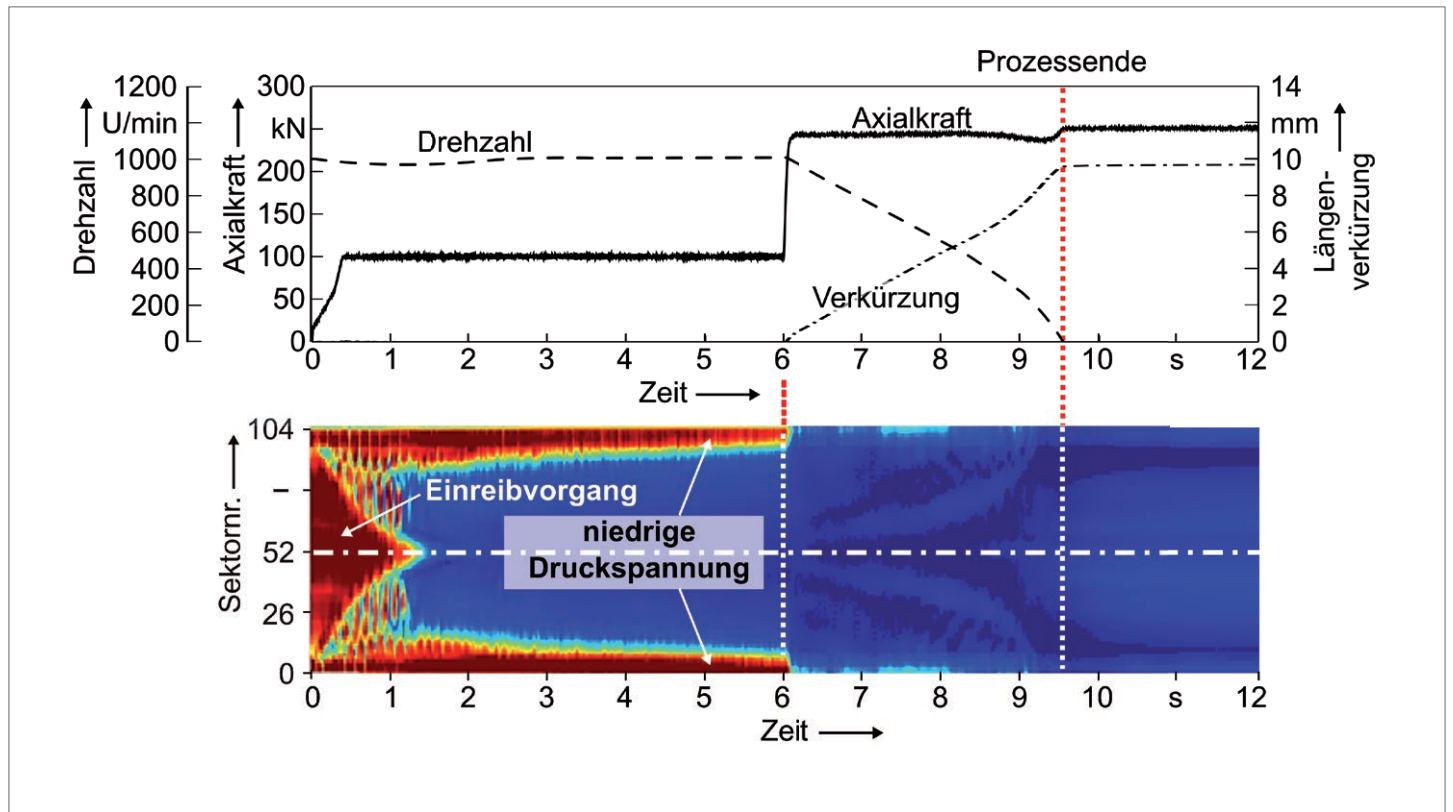 Prozessende
1200 300 14
U/min kN mm
Drehzahl
Axialkraft
Drehzahl
Axialkraft
Längen-
verkürzung
1000 200 10
800 150 8
600 100 6
400 50 4
200 2
0 0 0
Verkürzung
0 1 2 3 4 5 6 7 8 9 10 s 12
Zeit
104
Sektornr.
52
26
0
Einreibvorgang
niedrige
Druckspannung
0 1 2 3 4 5 6 7 8 9 10 s 12
Zeit